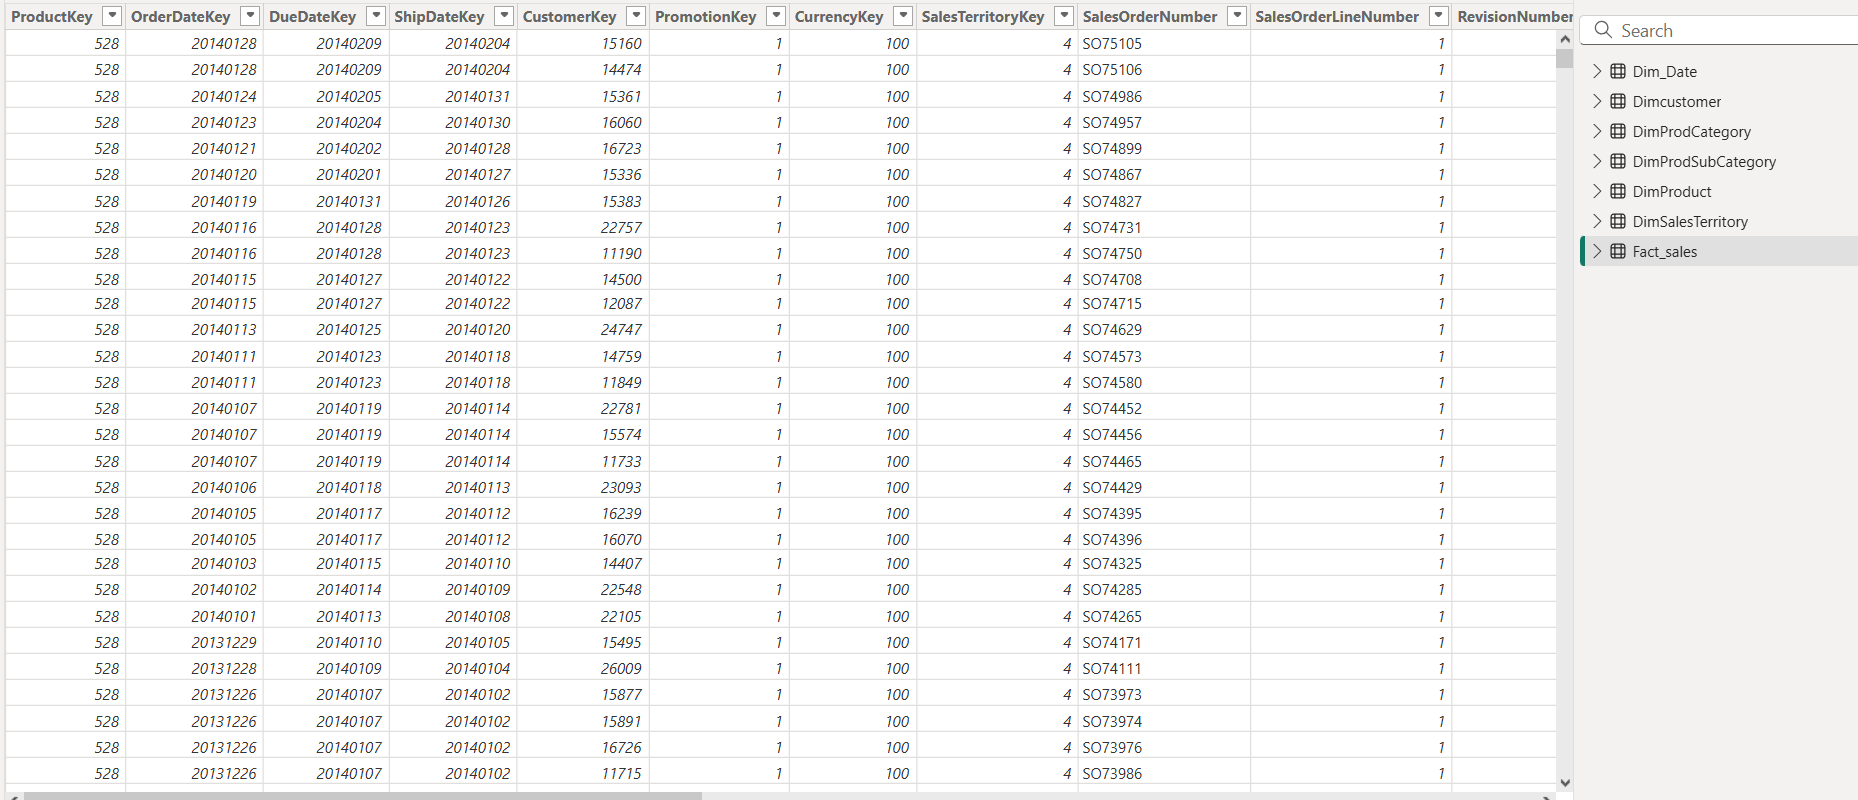 ProductKey OrderDateKey DueDateKey ShipDateKey CustomerKey PromotionKey CurrencyKey SalesTerritoryKey SalesOrderNumber SalesOrderLineNumber RevisionNumber
528 20140128 20140209 20140204 15160 1 100 4 SO75105 1
528 20140128 20140209 20140204 14474 1 100 4 SO75106 1
528 20140124 20140205 20140131 15361 1 100 4 SO74986 1
528 20140123 20140204 20140130 16060 1 100 4 SO74957 1
528 20140121 20140202 20140128 16723 1 100 4 SO74899 1
528 20140120 20140201 20140127 15336 1 100 4 SO74867 1
528 20140119 20140131 20140126 15383 1 100 4 SO74827 1
528 20140116 20140128 20140123 22757 1 100 4 SO74731 1
528 20140116 20140128 20140123 11190 1 100 4 SO74750 1
528 20140115 20140127 20140122 14500 1 100 4 SO74708 1
528 20140115 20140127 20140122 12087 1 100 4 SO74715 1
528 20140113 20140125 20140120 24747 1 100 4 SO74629 1
528 20140111 20140123 20140118 14759 1 100 4 SO74573 1
528 20140111 20140123 20140118 11849 1 100 4 SO74580 1
528 20140107 20140119 20140114 22781 1 100 4 SO74452 1
528 20140107 20140119 20140114 15574 1 100 4 SO74456 1
528 20140107 20140119 20140114 11733 1 100 4 SO74465 1
528 20140106 20140118 20140113 23093 1 100 4 SO74429 1
528 20140105 20140117 20140112 16239 1 100 4 SO74395 1
528 20140105 20140117 20140112 16070 1 100 4 SO74396 1
528 20140103 20140115 20140110 14407 1 100 4 SO74325 1
528 20140102 20140114 20140109 22548 1 100 4 SO74285 1
528 20140101 20140113 20140108 22105 1 100 4 SO74265 1
528 20131229 20140110 20140105 15495 1 100 4 SO74171 1
528 20131228 20140109 20140104 26009 1 100 4 SO74111 1
528 20131226 20140107 20140102 15877 1 100 4 SO73973 1
528 20131226 20140107 20140102 15891 1 100 4 SO73974 1
528 20131226 20140107 20140102 16726 1 100 4 SO73976 1
528 20131226 20140107 20140102 11715 1 100 4 SO73986 1
Search
Dim_Date
Dimcustomer
DimProdCategory
DimProdSubCategory
DimProduct
DimSalesTerritory
Fact_sales